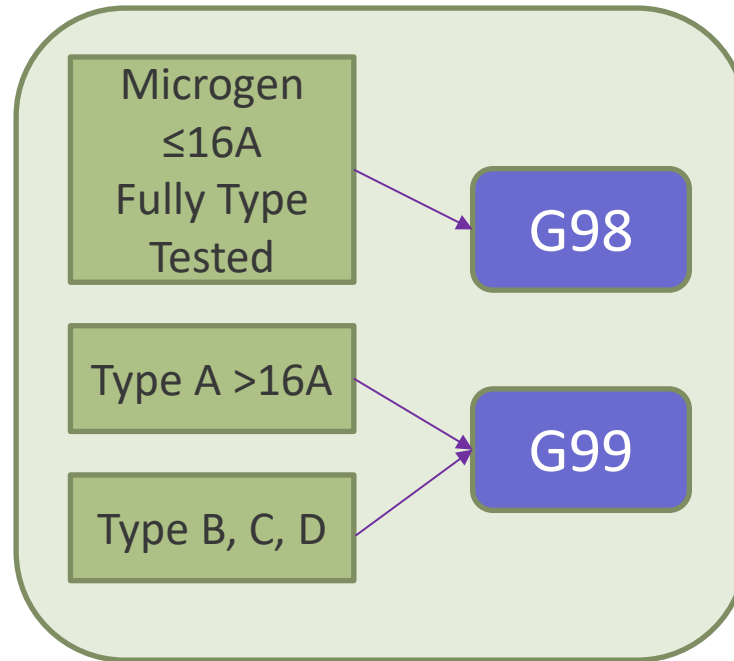 Microgen
≤16A
Fully Type
Tested
G98
Type A >16A
G99
Type B, C, D